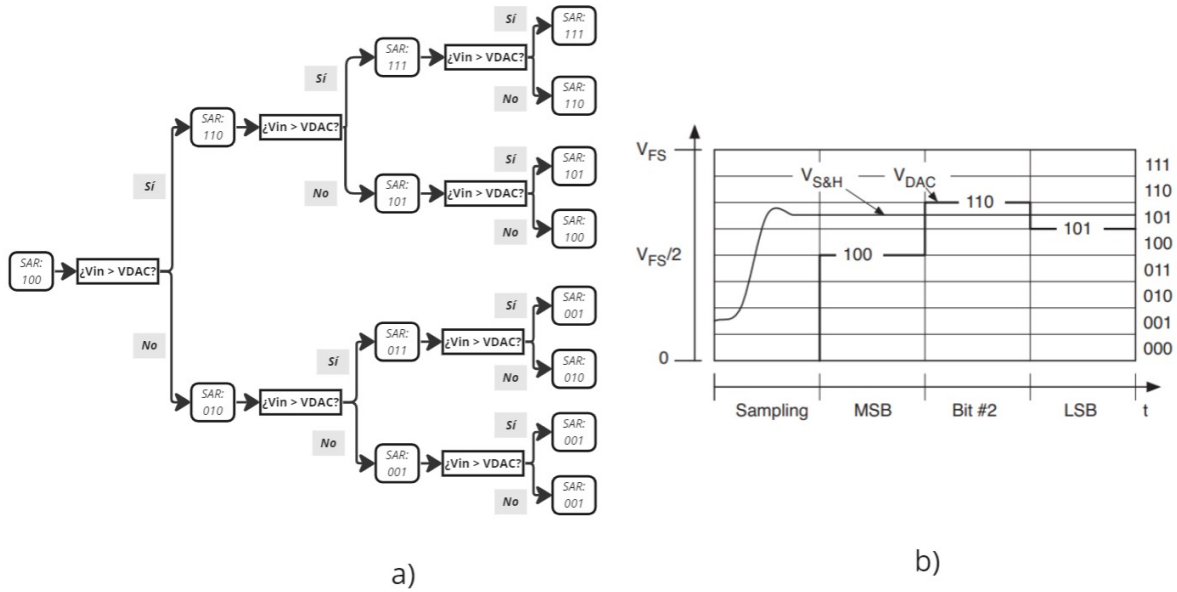 SAR:
100
¿Vin > VDAC?
Sí
No
SAR:
110
¿Vin > VDAC?
Sí
No
SAR:
111
¿Vin > VDAC?
Sí
SAR:
111
No
SAR:
110
SAR:
101
¿Vin > VDAC?
Sí
SAR:
101
No
SAR:
100
SAR:
010
¿Vin > VDAC?
Sí
No
SAR:
011
¿Vin > VDAC?
Sí
SAR:
001
No
SAR:
010
SAR:
001
¿Vin > VDAC?
Sí
SAR:
001
No
SAR:
001
a)
VFS
VFS/2
0
VS&H
VDAC
100
110
101
111
110
101
100
011
010
001
000
Sampling
MSB
Bit #2
LSB
t
b)